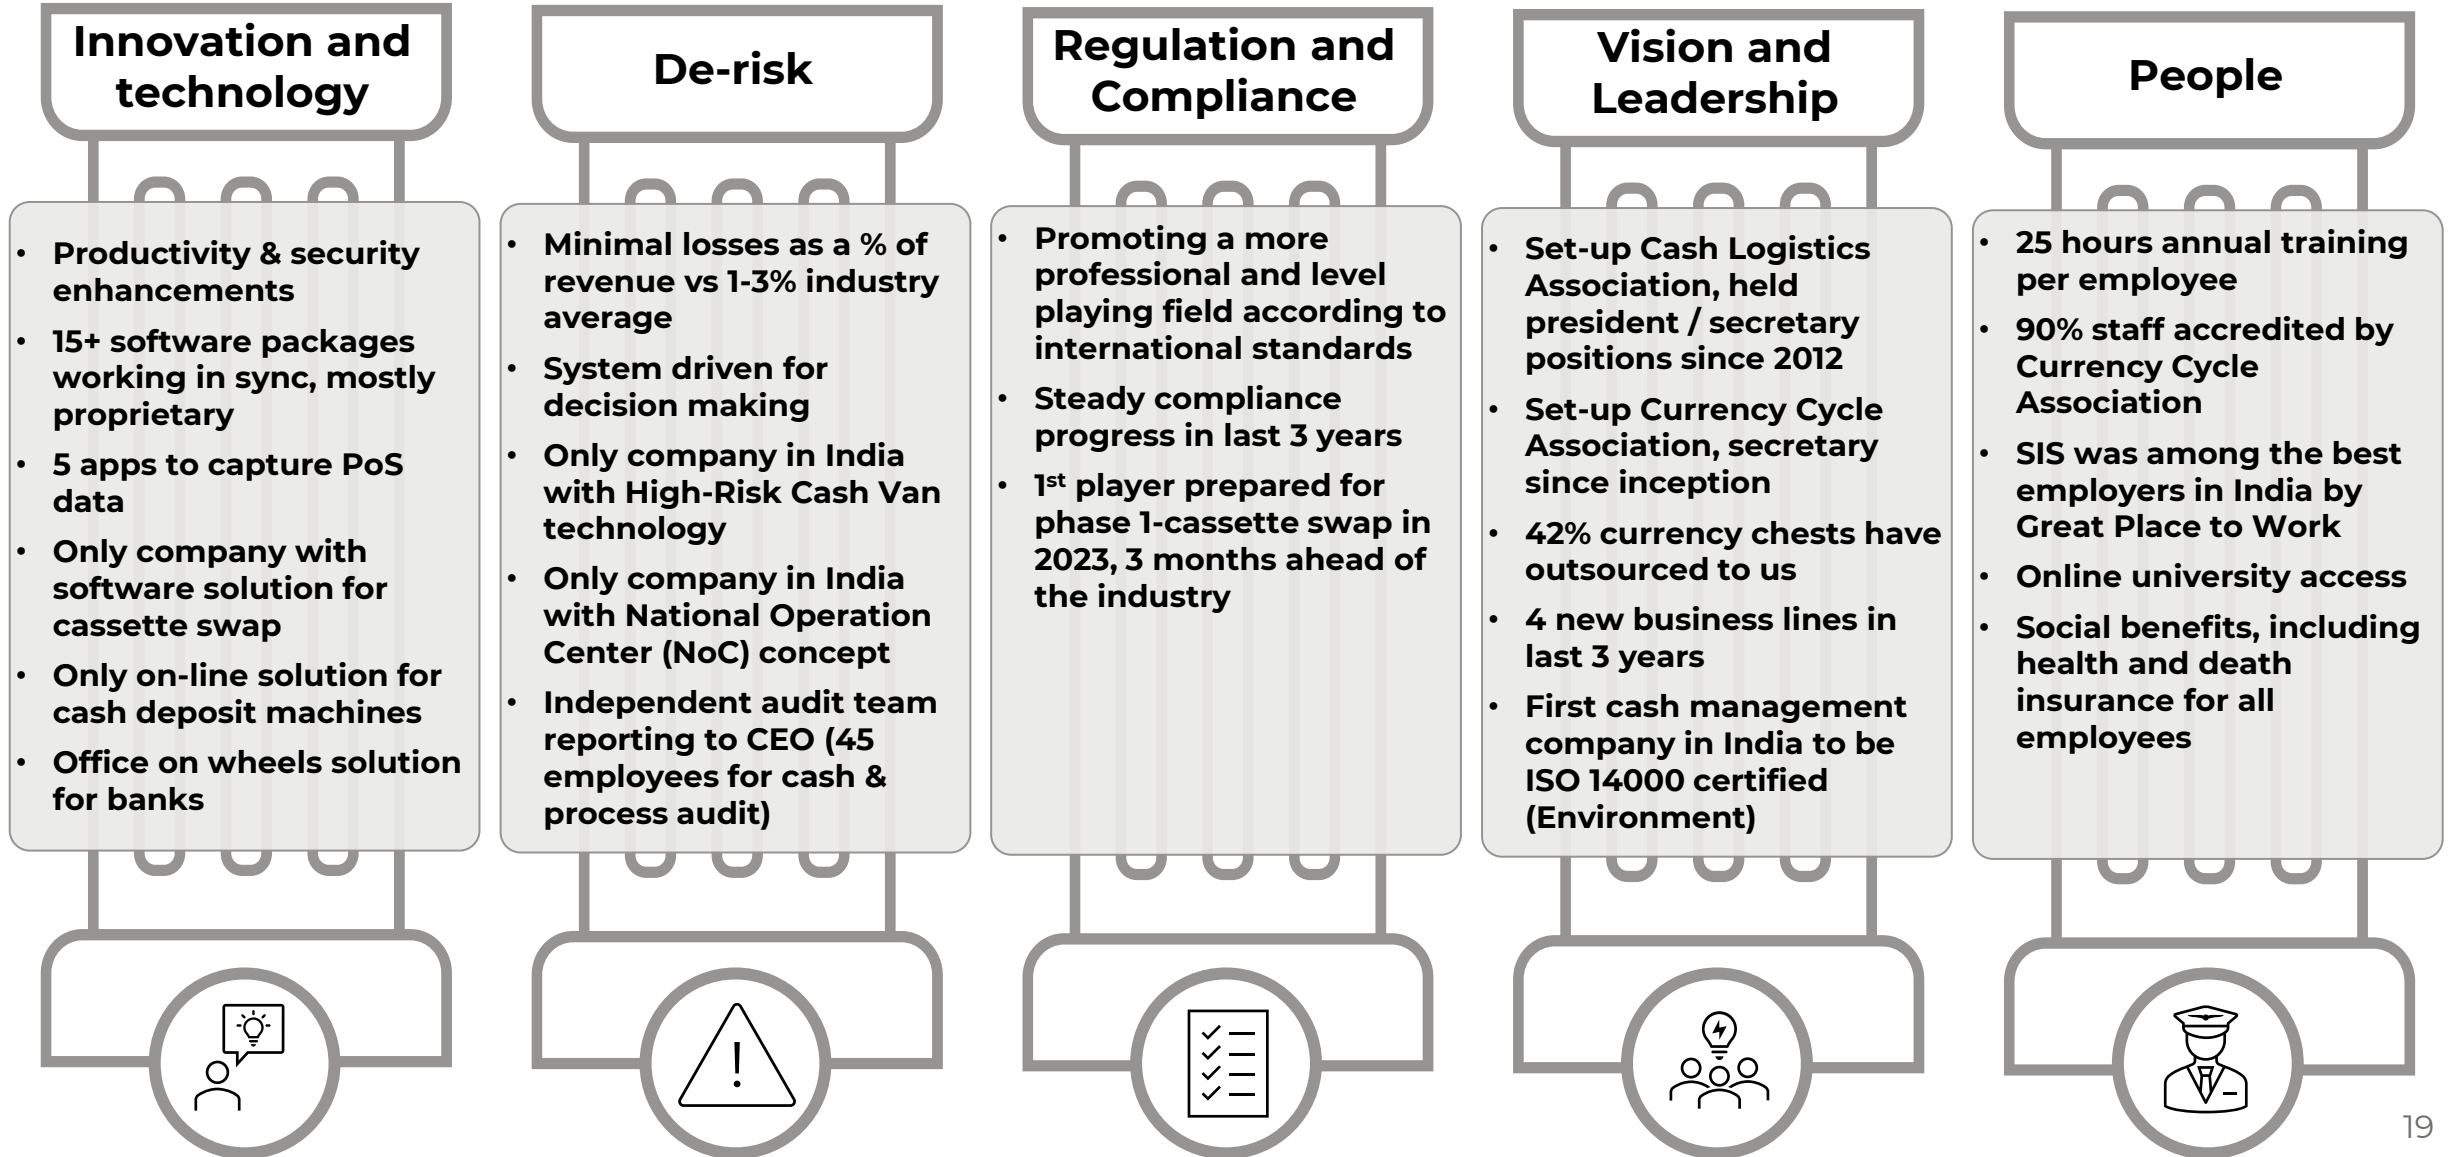 Innovation and
technology
• Productivity & security
enhancements
• 15+ software packages
working in sync, mostly
proprietary
• 5 apps to capture PoS
data
• Only company with
software solution for
cassette swap
• Only on-line solution for
cash deposit machines
• Office on wheels solution
for banks
De-risk
• Minimal losses as a % of
revenue vs 1-3% industry
average
• System driven for
decision making
• Only company in India
with High-Risk Cash Van
technology
• Only company in India
with National Operation
Center (NoC) concept
• Independent audit team
reporting to CEO (45
employees for cash &
process audit)
Regulation and
Compliance
• Promoting a more
professional and level
playing field according to
international standards
• Steady compliance
progress in last 3 years
• 1st player prepared for
phase 1-cassette swap in
2023, 3 months ahead of
the industry
Vision and
Leadership
• Set-up Cash Logistics
Association, held
president / secretary
positions since 2012
• Set-up Currency Cycle
Association, secretary
since inception
• 42% currency chests have
outsourced to us
• 4 new business lines in
last 3 years
• First cash management
company in India to be
ISO 14000 certified
(Environment)
People
• 25 hours annual training
per employee
• 90% staff accredited by
Currency Cycle
Association
• SIS was among the best
employers in India by
Great Place to Work
• Online university access
• Social benefits, including
health and death
insurance for all
employees
19